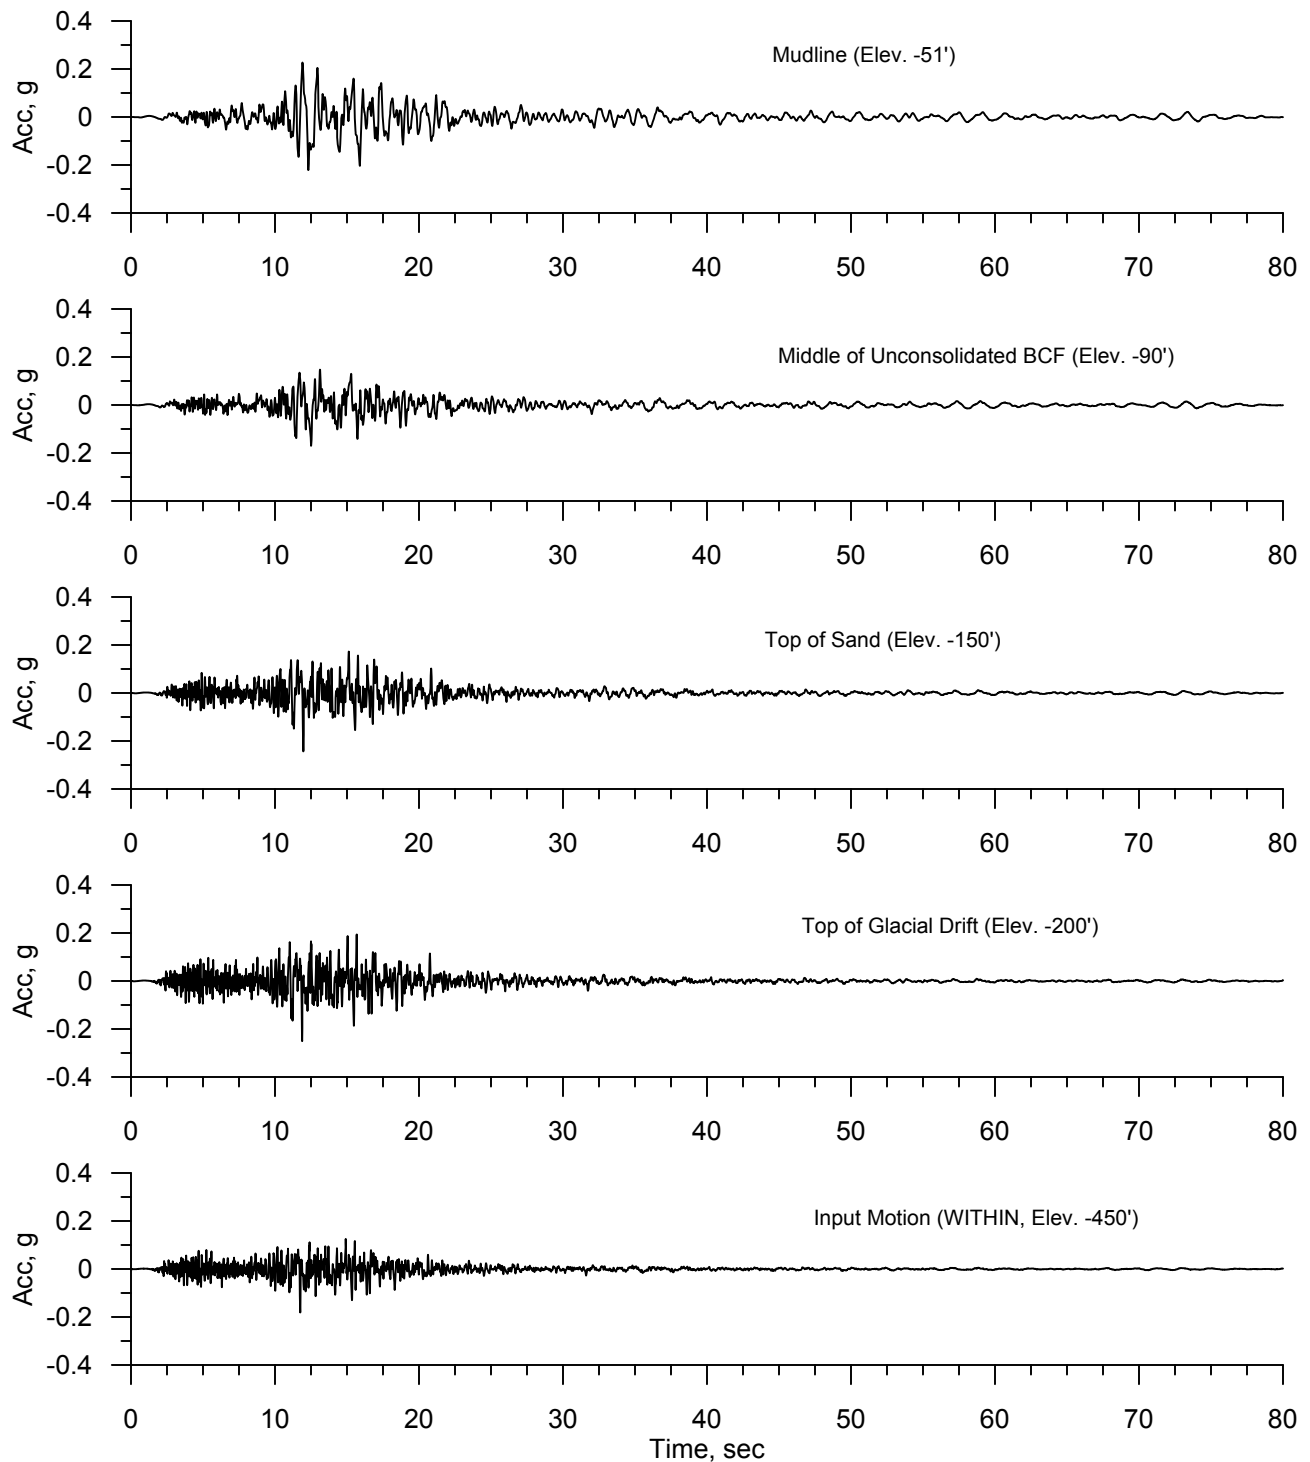 0.4
Mudline (Elev. -51')
0.2
Acc, g
0
-0.2
-0.4
0 10 20 30 40 50 60 70 80
0.4
Middle of Unconsolidated BCF (Elev. -90')
0.2
Acc, g
0
-0.2
-0.4
0 10 20 30 40 50 60 70 80
0.4
Top of Sand (Elev. -150')
0.2
Acc, g
0
-0.2
-0.4
0 10 20 30 40 50 60 70 80
0.4
Top of Glacial Drift (Elev. -200')
0.2
Acc, g
0
-0.2
-0.4
0 10 20 30 40 50 60 70 80
0.4
Input Motion (WITHIN, Elev. -450')
0.2
Acc, g
0
-0.2
-0.4
0 10 20 30 40 50 60 70 80
Time, sec